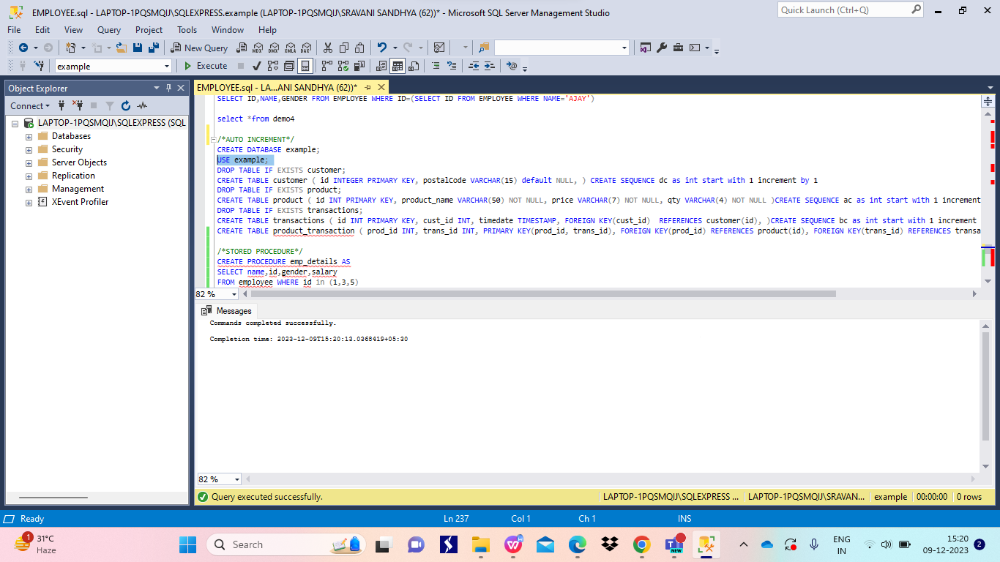 EMPLOYEE.sql - LAPTOP-1PQSMQIJ\SQLEXPRESS.example (LAPTOP-1PQSMQIJ\SRAVANI SANDHYA (62))* - Microsoft SQL Server Management Studio
Quick Launch (Ctrl+Q)
File Edit View Query Project Tools Window Help
New Query MDX DMX XMLA DAX
example Execute
Object Explorer
EMPLOYEE.sql - LA...ANI SANDHYA (62))*
Connect
LAPTOP-1PQSMQIJ\SQLEXPRESS (SQL
Databases
Security
Server Objects
Replication
Management
XEvent Profiler
SELECT ID,NAME,GENDER FROM EMPLOYEE WHERE ID=(SELECT ID FROM EMPLOYEE WHERE NAME='AJAY')
select *from demo4
/*AUTO INCREMENT*/
CREATE DATABASE example;
USE example;
DROP TABLE IF EXISTS customer;
CREATE TABLE customer ( id INTEGER PRIMARY KEY, postalCode VARCHAR(15) default NULL, ) CREATE SEQUENCE dc as int start with 1 increment by 1
DROP TABLE IF EXISTS product;
CREATE TABLE product ( id INT PRIMARY KEY, product_name VARCHAR(50) NOT NULL, price VARCHAR(7) NOT NULL, qty VARCHAR(4) NOT NULL )CREATE SEQUENCE ac as int start with 1 increment
DROP TABLE IF EXISTS transactions;
CREATE TABLE transactions ( id INT PRIMARY KEY, cust_id INT, timedate TIMESTAMP, FOREIGN KEY(cust_id)  REFERENCES customer(id), )CREATE SEQUENCE bc as int start with 1 increment
CREATE TABLE product_transaction ( prod_id INT, trans_id INT, PRIMARY KEY(prod_id, trans_id), FOREIGN KEY(prod_id) REFERENCES product(id), FOREIGN KEY(trans_id) REFERENCES transa
/*STORED PROCEDURE*/
CREATE PROCEDURE emp_details AS
SELECT name,id,gender,salary
FROM employee WHERE id in (1,3,5)
82 %
Messages
Commands completed successfully.
Completion time: 2023-12-09T15:20:13.0368419+05:30
82 %
Query executed successfully. LAPTOP-1PQSMQIJ\SQLEXPRESS ... LAPTOP-1PQSMQIJ\SRAVAN... example 00:00:00 0 rows
Ready Ln 237 Col 1 Ch 1 INS
1
31°C
Haze
Search
NEW
ENG
IN
15:20
09-12-2023
2